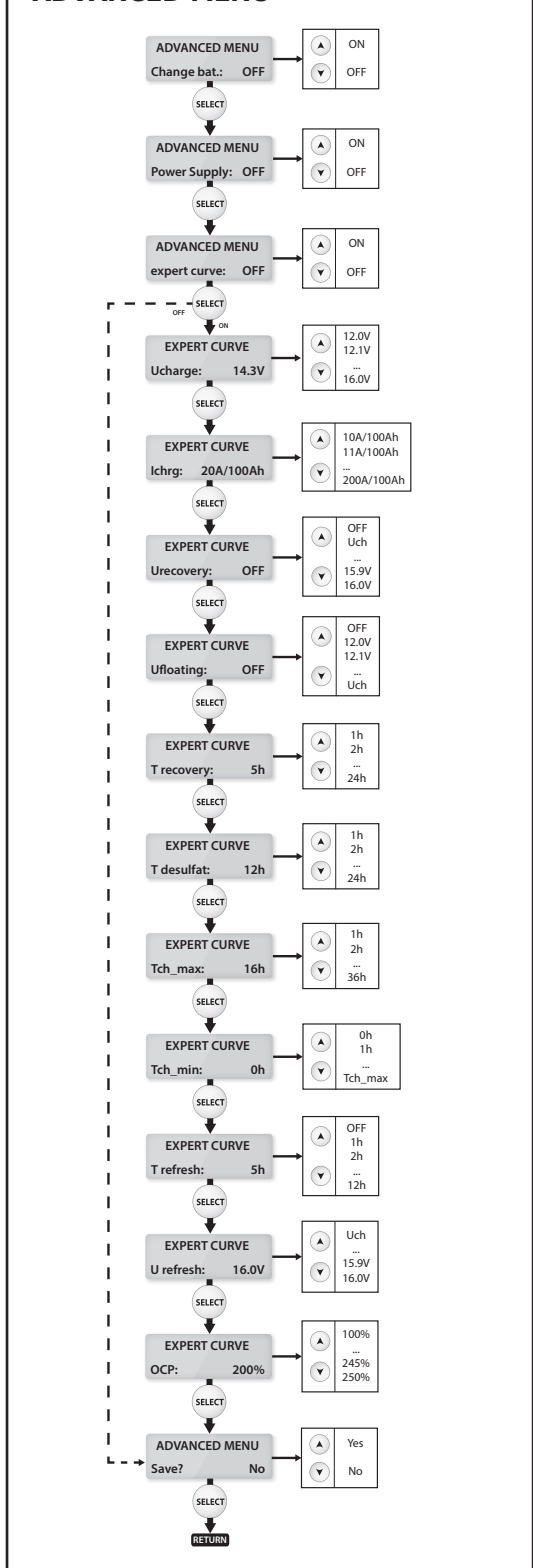 ADVANCED MENU
ADVANCED MENU
Change bat.: OFF
ON
OFF
SELECT
ADVANCED MENU
Power Supply: OFF
ON
OFF
SELECT
ADVANCED MENU
expert curve: OFF
ON
OFF
SELECT
OFF
ON
EXPERT CURVE
Ucharge: 14.3V
12.0V
12.1V
...
16.0V
SELECT
EXPERT CURVE
Ichrg: 20A/100Ah
10A/100Ah
11A/100Ah
...
200A/100Ah
SELECT
EXPERT CURVE
Urecovery: OFF
OFF
Uch
...
15.9V
16.0V
SELECT
EXPERT CURVE
Ufloating: OFF
OFF
12.0V
12.1V
...
Uch
SELECT
EXPERT CURVE
T recovery: 5h
1h
2h
...
24h
SELECT
EXPERT CURVE
T desulfat: 12h
1h
2h
...
24h
SELECT
EXPERT CURVE
Tch_max: 16h
1h
2h
...
36h
SELECT
EXPERT CURVE
Tch_min: 0h
0h
1h
...
Tch_max
SELECT
EXPERT CURVE
T refresh: 5h
OFF
1h
2h
...
12h
SELECT
EXPERT CURVE
U refresh: 16.0V
Uch
...
15.9V
16.0V
SELECT
EXPERT CURVE
OCP: 200%
100%
...
245%
250%
SELECT
ADVANCED MENU
Save? No
Yes
No
SELECT
RETURN